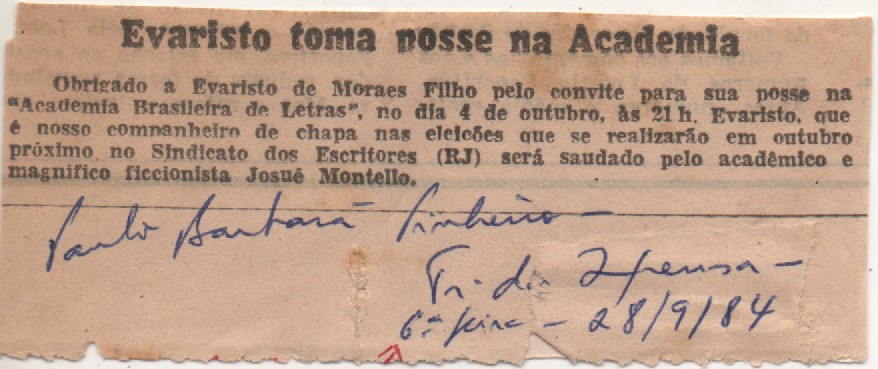 Evaristo toma posse na Academia
Obrigado a Evaristo de Moraes Filho pelo convite para sua posse na
"Academia Brasileira de Letras", no dia 4 de outubro, às 21 h. Evaristo, que
é nosso companheiro de chapa nas eleições que se realizarão em outubro
próximo no Sindicato dos Escritores (RJ) será saudado pelo acadêmico e
magnífico ficcionista Josué Montello.
Paulo Pinheiro —
Tr. da Imprensa —
6ª feira — 28/9/84